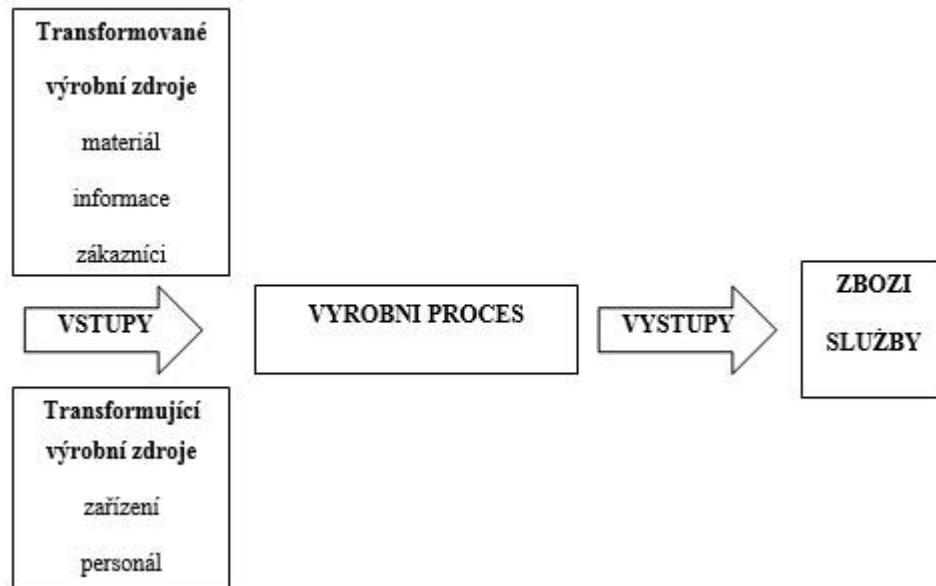 Transformované
výrobní zdroje
materiál
informace
zákazníci
VSTUPY
VYROBNI PROCES
VYSTUPY
ZBOZI
SLUŽBY
Transformující
výrobní zdroje
zařízení
personál